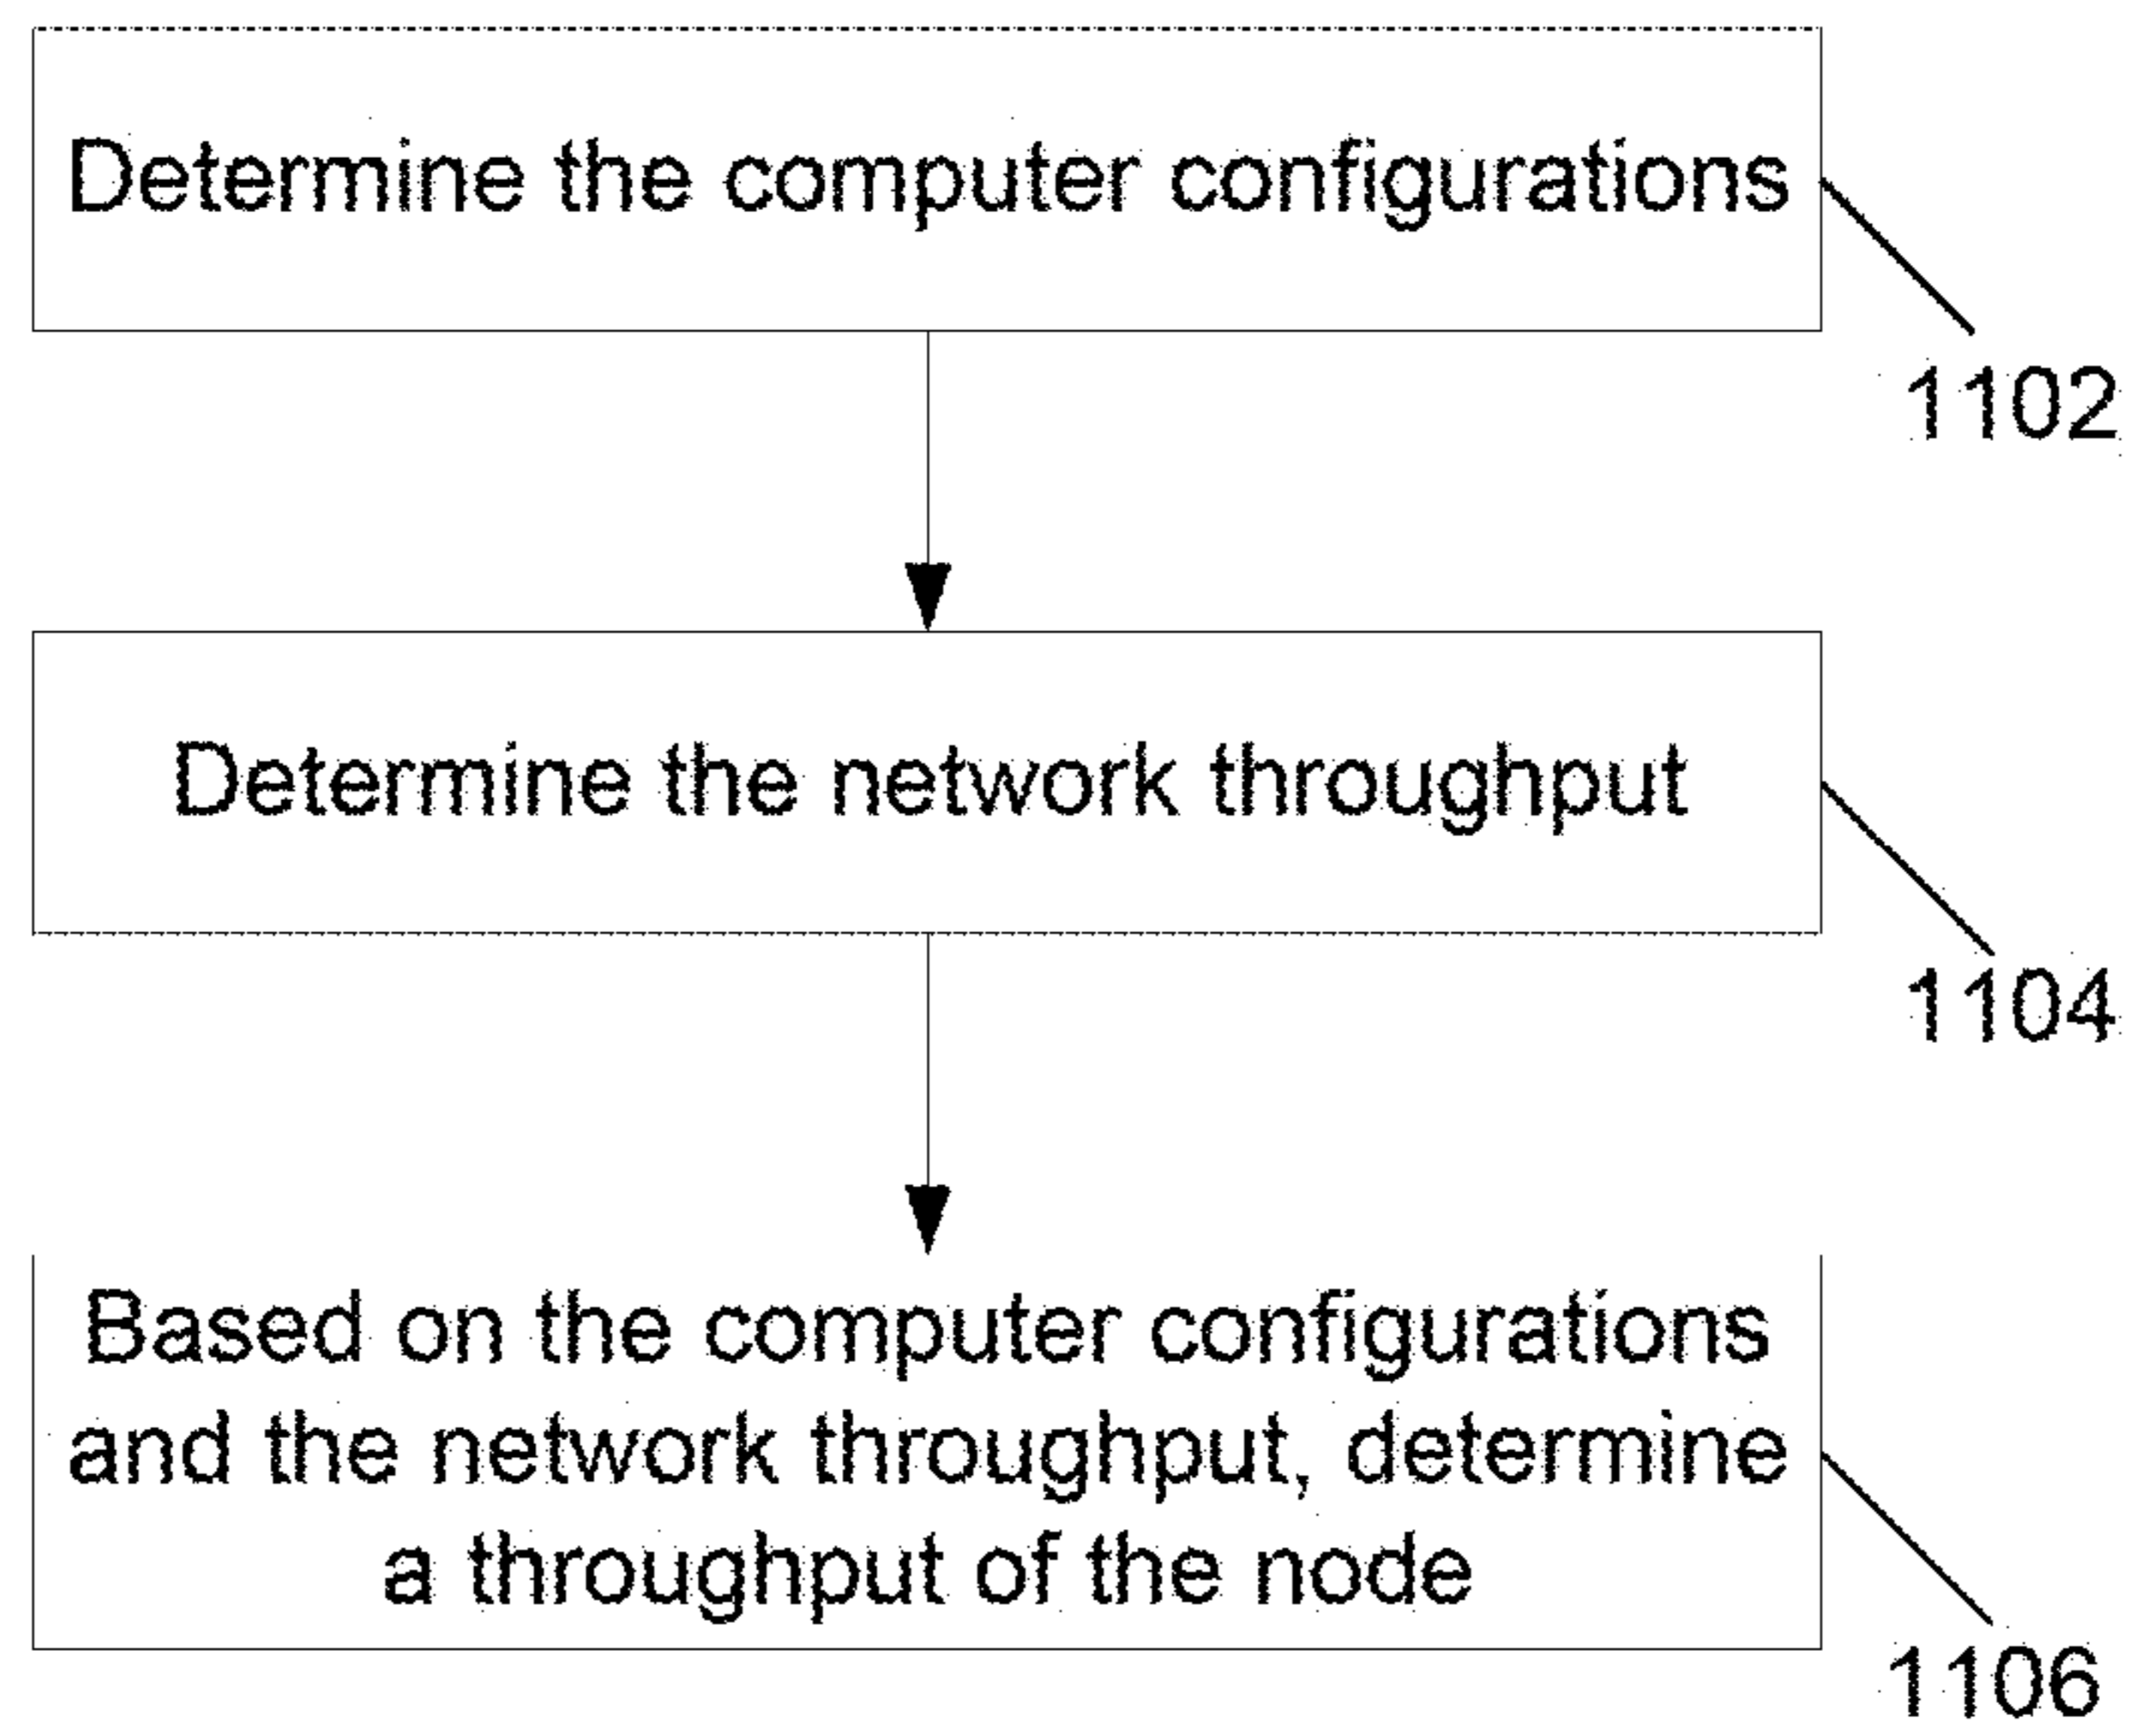 Determine the computer configurations
1102
Determine the network throughput
1104
Based on the computer configurations
and the network throughput, determine
a throughput of the node
1106